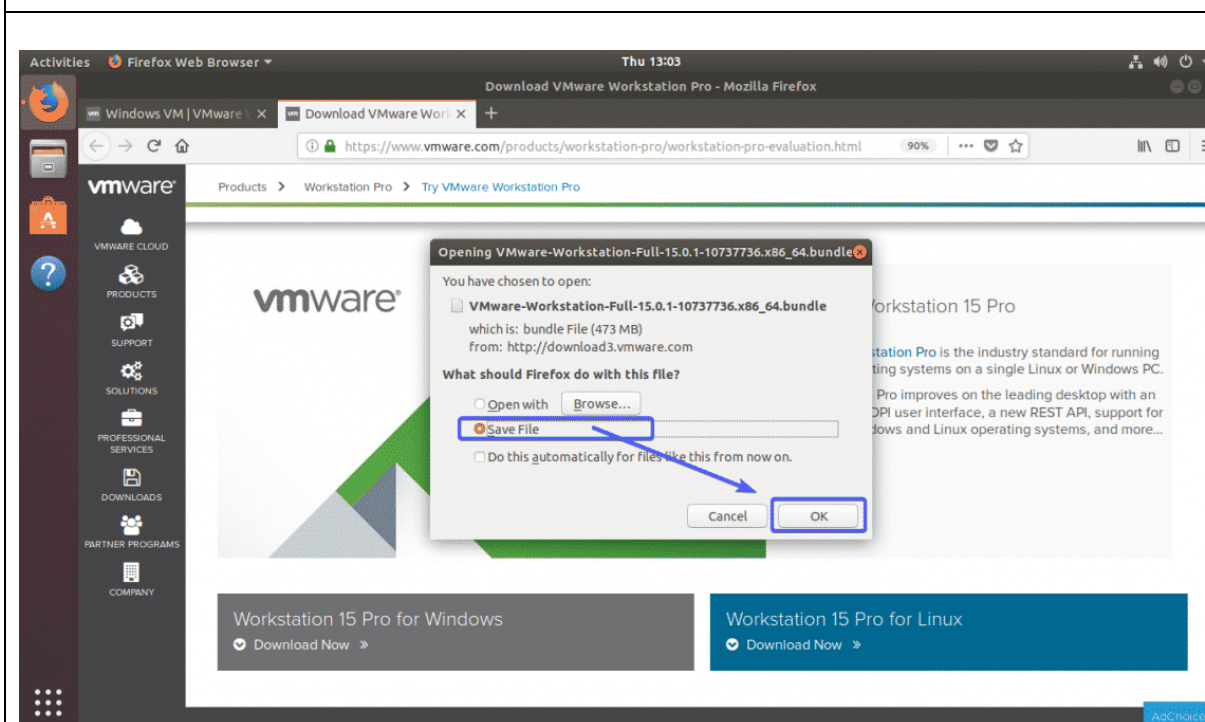 Activities Firefox Web Browser Thu 13:03
Download VMware Workstation Pro - Mozilla Firefox
Windows VM | VMware Download VMware Work
https://www.vmware.com/products/workstation-pro/workstation-pro-evaluation.html 90%
vmware Products Workstation Pro Try VMware Workstation Pro
VMWARE CLOUD
PRODUCTS
SUPPORT
SOLUTIONS
PROFESSIONAL
SERVICES
DOWNLOADS
PARTNER PROGRAMS
COMPANY
vmware
Opening VMware-Workstation-Full-15.0.1-10737736.x86_64.bundle
You have chosen to open:
VMware-Workstation-Full-15.0.1-10737736.x86_64.bundle
which is: bundle File (473 MB)
from: http://download3.vmware.com
What should Firefox do with this file?
Open with Browse...
Save File
Do this automatically for files like this from now on.
Cancel OK
orkstation 15 Pro
station Pro is the industry standard for running
ting systems on a single Linux or Windows PC.
Pro improves on the leading desktop with an
DPI user interface, a new REST API, support for
dows and Linux operating systems, and more...
Workstation 15 Pro for Windows
Download Now »
Workstation 15 Pro for Linux
Download Now »
AdChoice